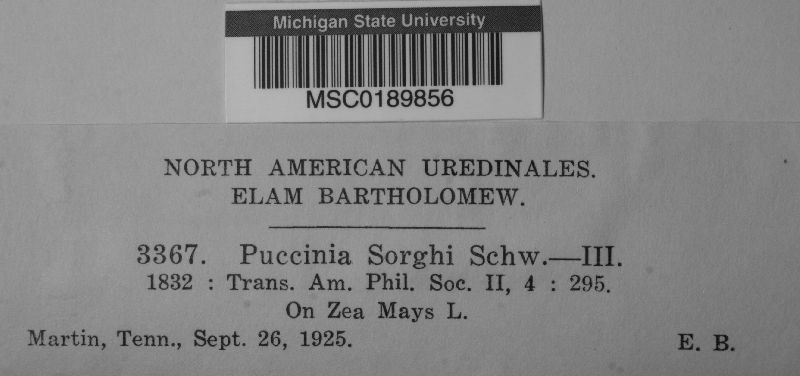 Michigan State University
MSC0189856
NORTH AMERICAN UREDINALES.
ELAM BARTHOLOMEW.
3367. Puccinia Sorghi Schw.—III.
1832 : Trans. Am. Phil. Soc. II, 4 : 295.
On Zea Mays L.
Martin, Tenn., Sept. 26, 1925. E. B.